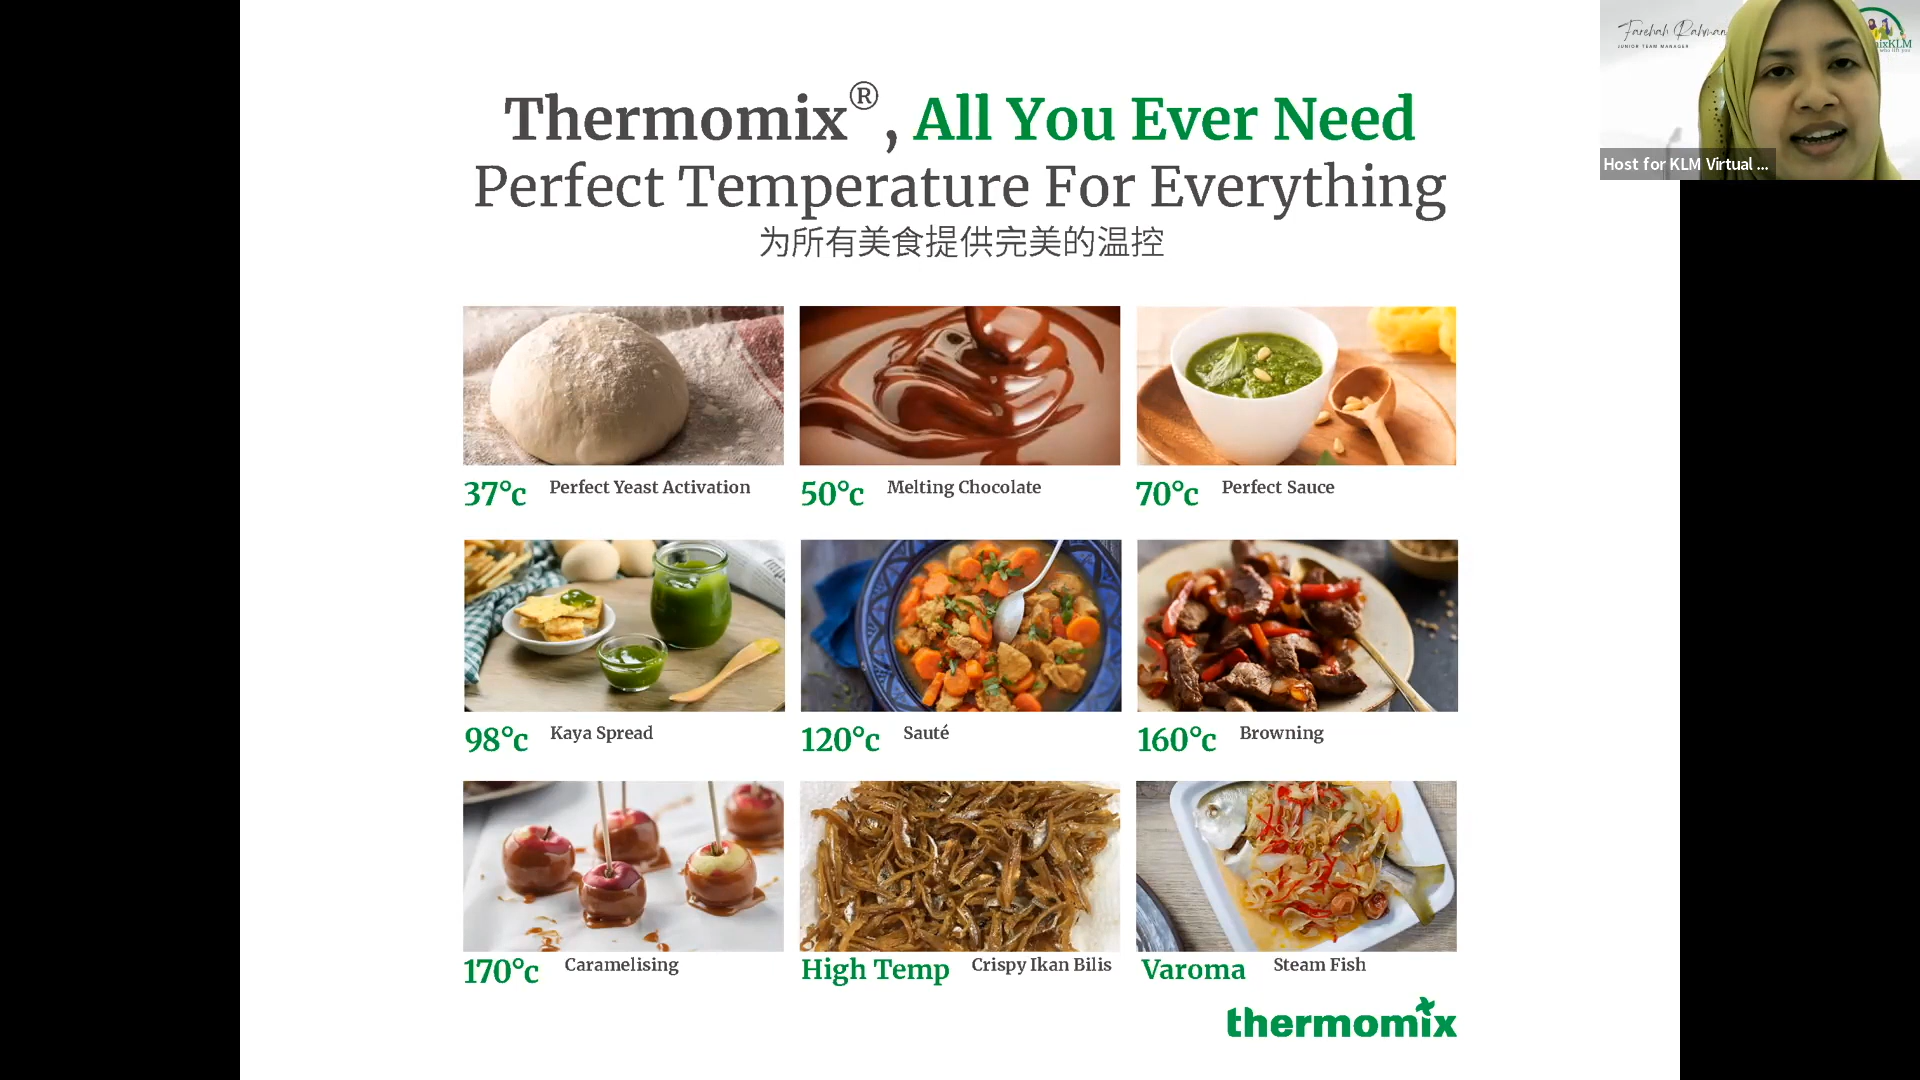 Thermomix®, All You Ever Need
Perfect Temperature For Everything
为所有美食提供完美的温控
37°c Perfect Yeast Activation
50°c Melting Chocolate
70°c Perfect Sauce
98°c Kaya Spread
120°c Sauté
160°c Browning
170°c Caramelising
High Temp Crispy Ikan Bilis
Varoma Steam Fish
thermomix
Farehah Rahman
JUNIOR TEAM MANAGER
ixKLM
Host for KLM Virtual ...